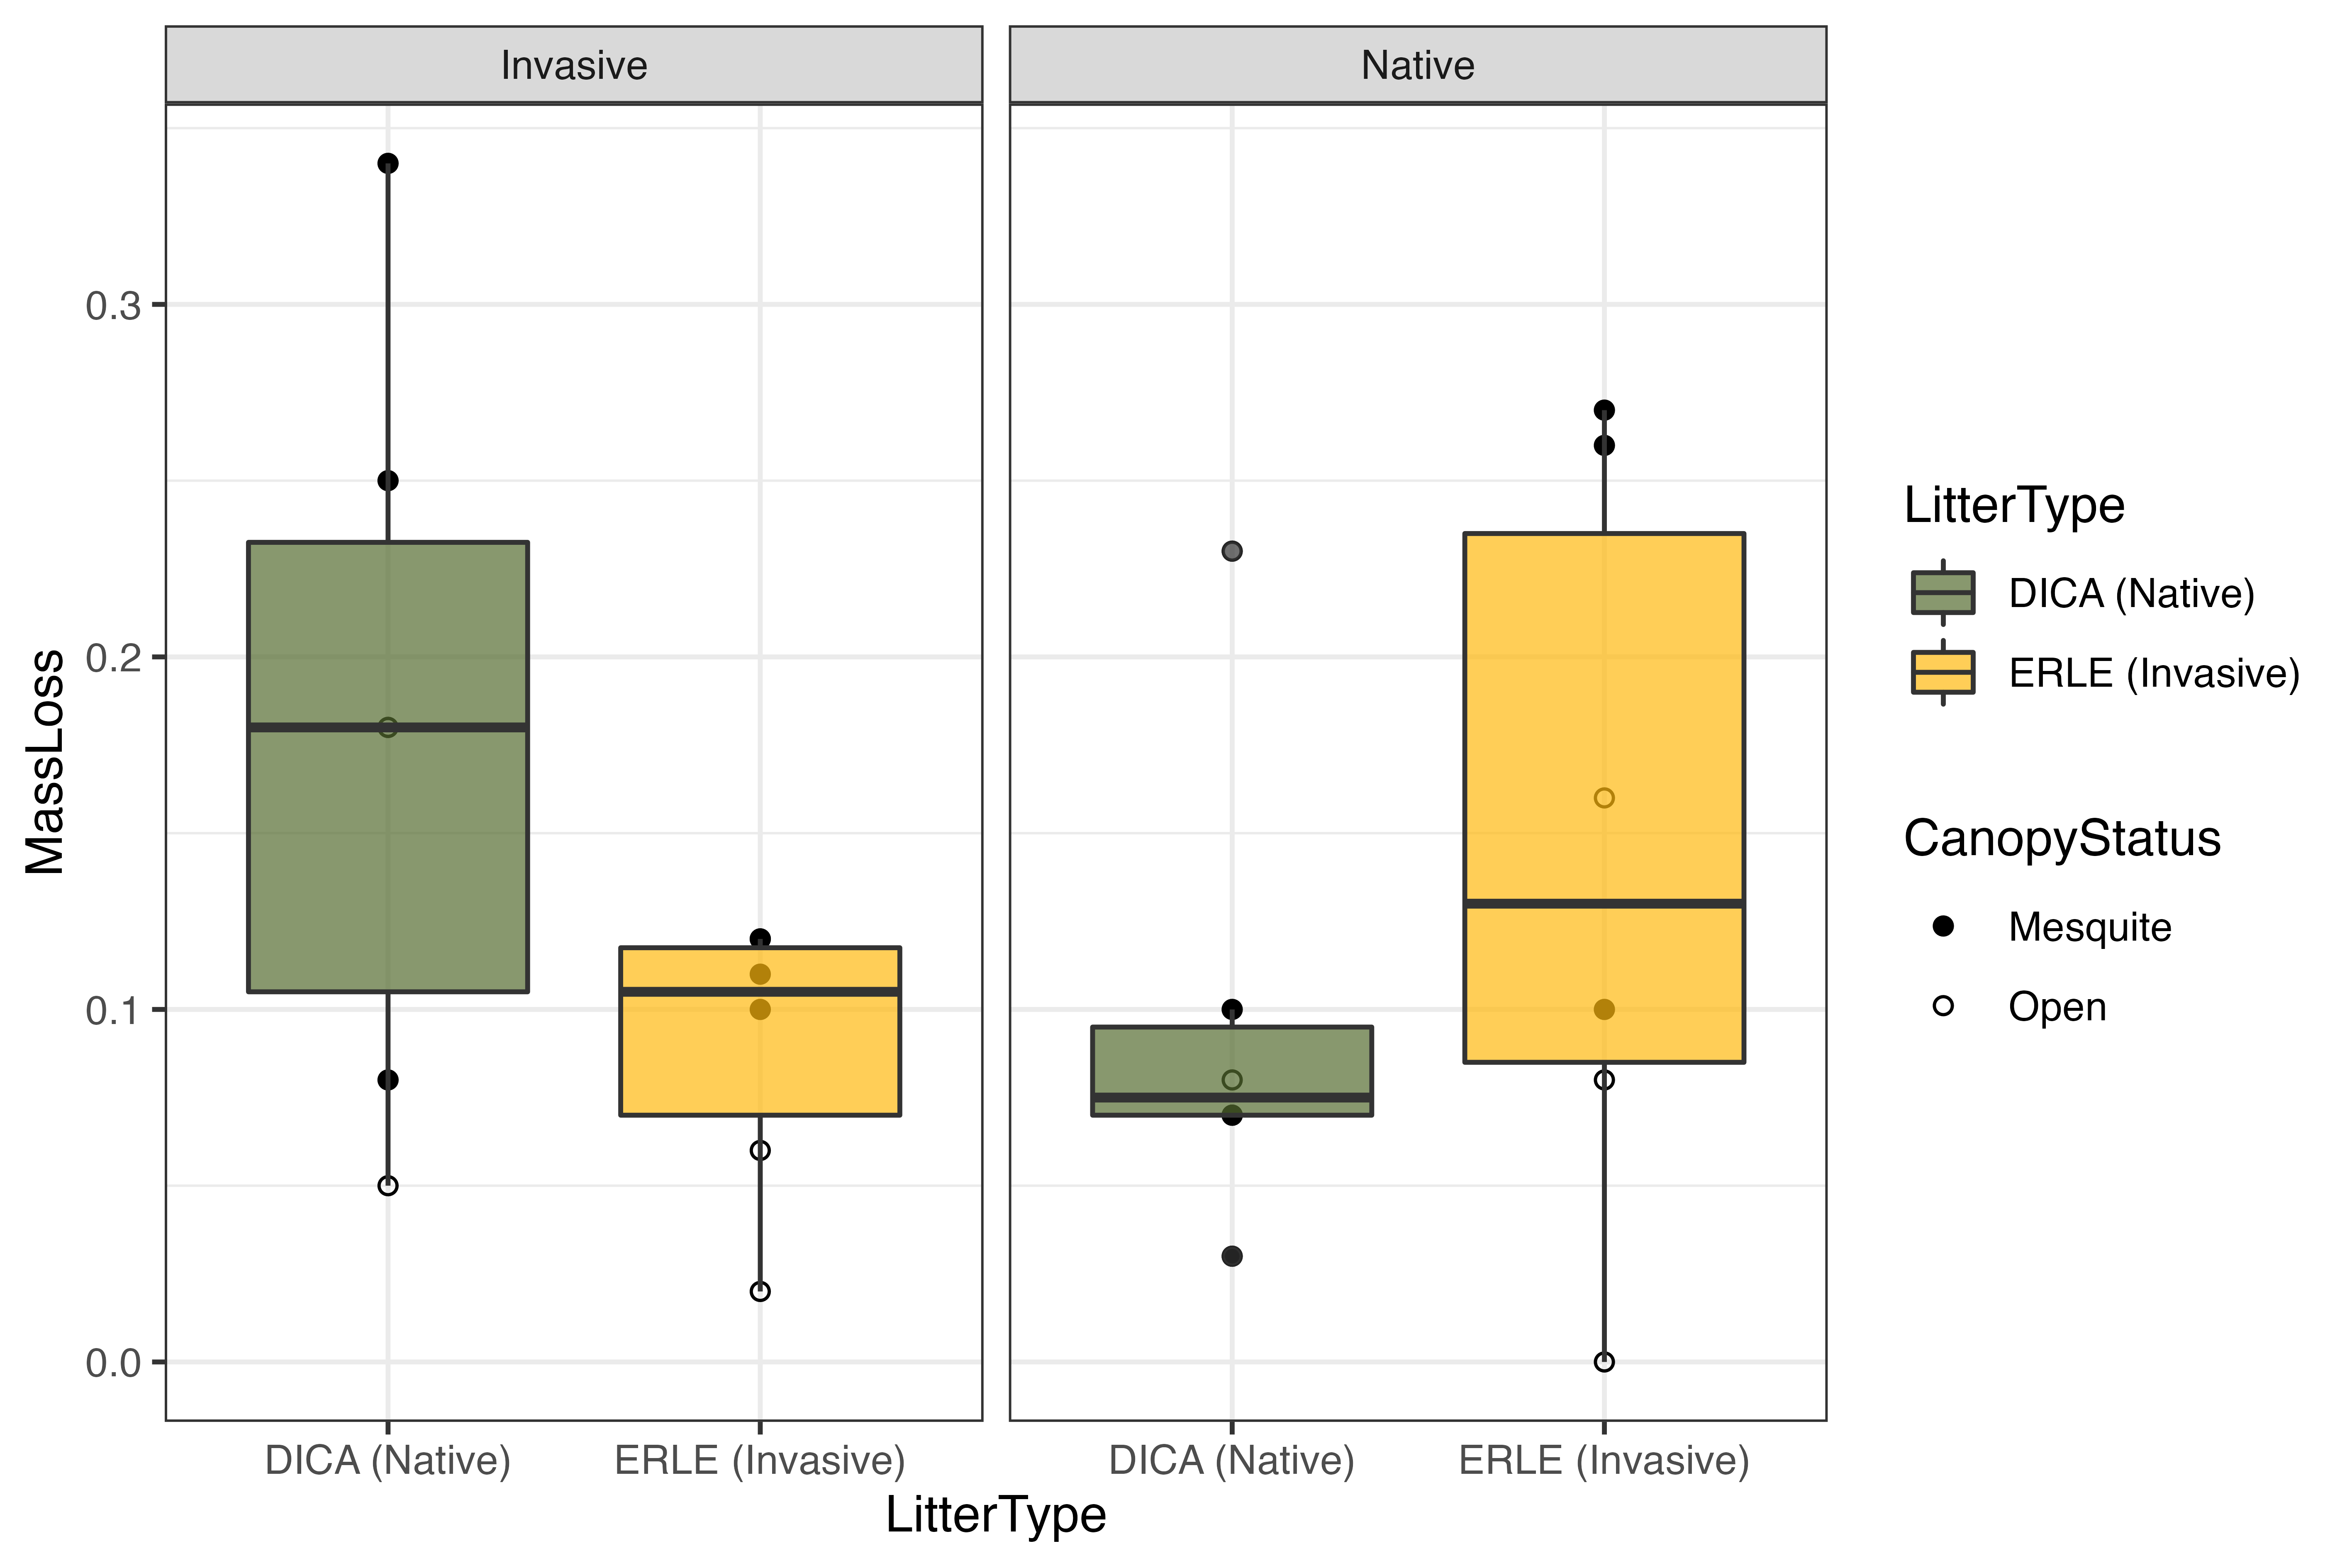 Invasive
Native
MassLoss
0.3
0.2
0.1
0.0
DICA (Native)
ERLE (Invasive)
DICA (Native)
ERLE (Invasive)
LitterType
LitterType
DICA (Native)
ERLE (Invasive)
CanopyStatus
Mesquite
Open